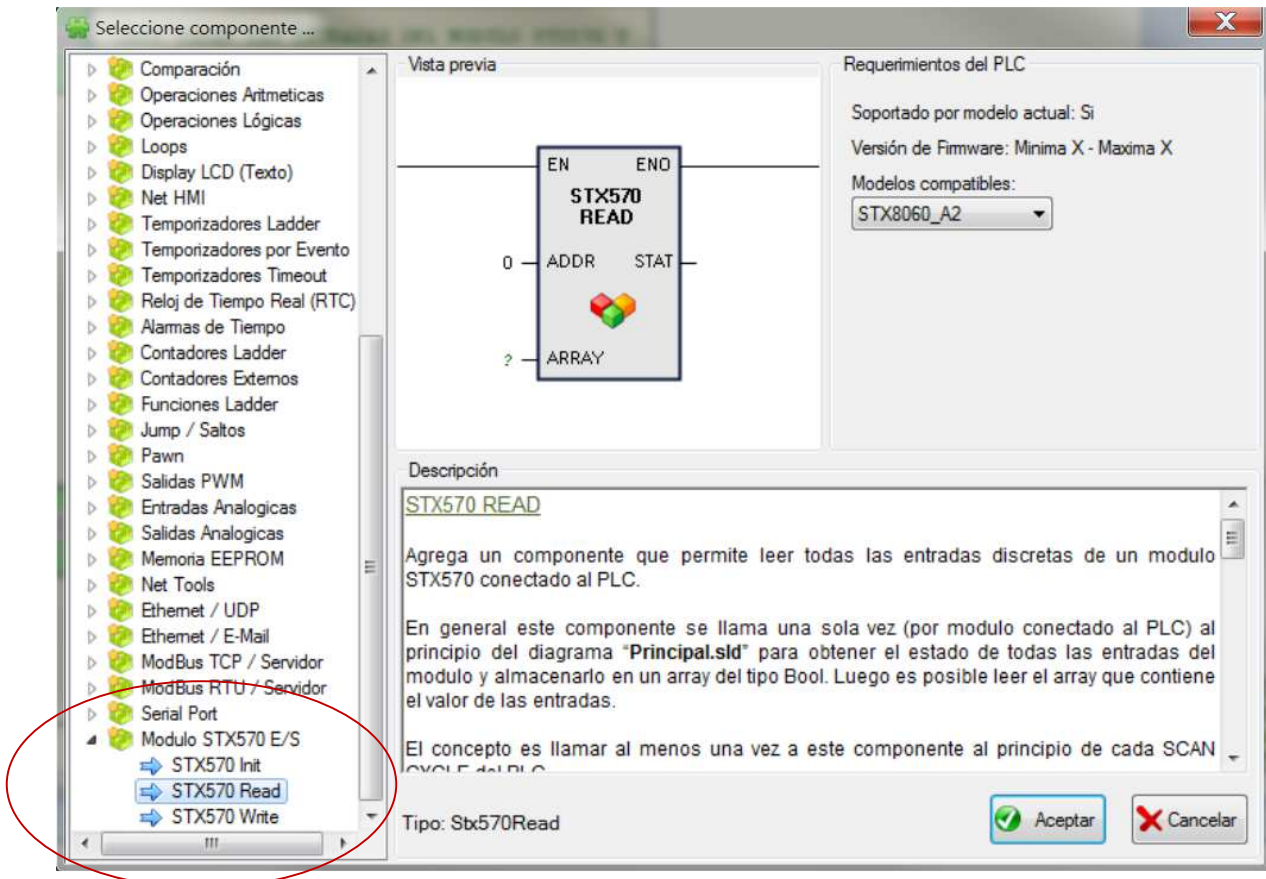 Seleccione componente ...
Comparación
Operaciones Aritmeticas
Operaciones Lógicas
Loops
Display LCD (Texto)
Net HMI
Temporizadores Ladder
Temporizadores por Evento
Temporizadores Timeout
Reloj de Tiempo Real (RTC)
Alarmas de Tiempo
Contadores Ladder
Contadores Externos
Funciones Ladder
Jump / Saltos
Pawn
Salidas PWM
Entradas Analogicas
Salidas Analogicas
Memoria EEPROM
Net Tools
Ethernet / UDP
Ethernet / E-Mail
ModBus TCP / Servidor
ModBus RTU / Servidor
Serial Port
Modulo STX570 E/S
STX570 Init
STX570 Read
STX570 Write
Vista previa
EN ENO
STX570
READ
0 ADDR STAT
? ARRAY
Requerimientos del PLC
Soportado por modelo actual: Si
Versión de Firmware: Minima X - Maxima X
Modelos compatibles:
STX8060_A2
Descripción
STX570 READ
Agrega un componente que permite leer todas las entradas discretas de un modulo
STX570 conectado al PLC.
En general este componente se llama una sola vez (por modulo conectado al PLC) al
principio del diagrama “Principal.sld” para obtener el estado de todas las entradas del
modulo y almacenarlo en un array del tipo Bool. Luego es posible leer el array que contiene
el valor de las entradas.
El concepto es llamar al menos una vez a este componente al principio de cada SCAN
CYCLE del PLC
Tipo: Stx570Read
Aceptar
Cancelar